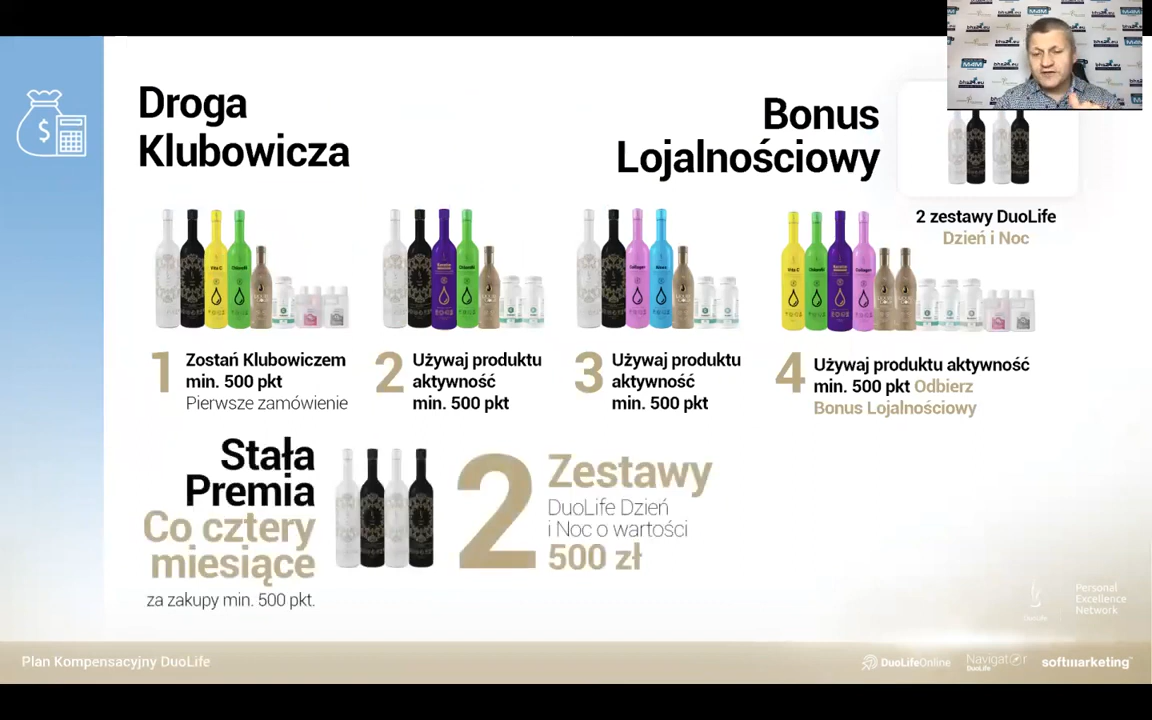 Droga
Klubowicza
Bonus
Lojalnościowy
2 zestawy DuoLife
Dzień i Noc
1
Zostań Klubowiczem
min. 500 pkt
Pierwsze zamówienie
2
Używaj produktu
aktywność
min. 500 pkt
3
Używaj produktu
aktywność
min. 500 pkt
4
Używaj produktu aktywność
min. 500 pkt Odbierz
Bonus Lojalnościowy
Stała
Premia
Co cztery
miesiące
za zakupy min. 500 pkt.
2
Zestawy
DuoLife Dzień
i Noc o wartości
500 zł
DuoLife
Personal
Excellence
Network
Plan Kompensacyjny DuoLife
DuoLifeOnline
Navigator
DuoLife
softmarketing